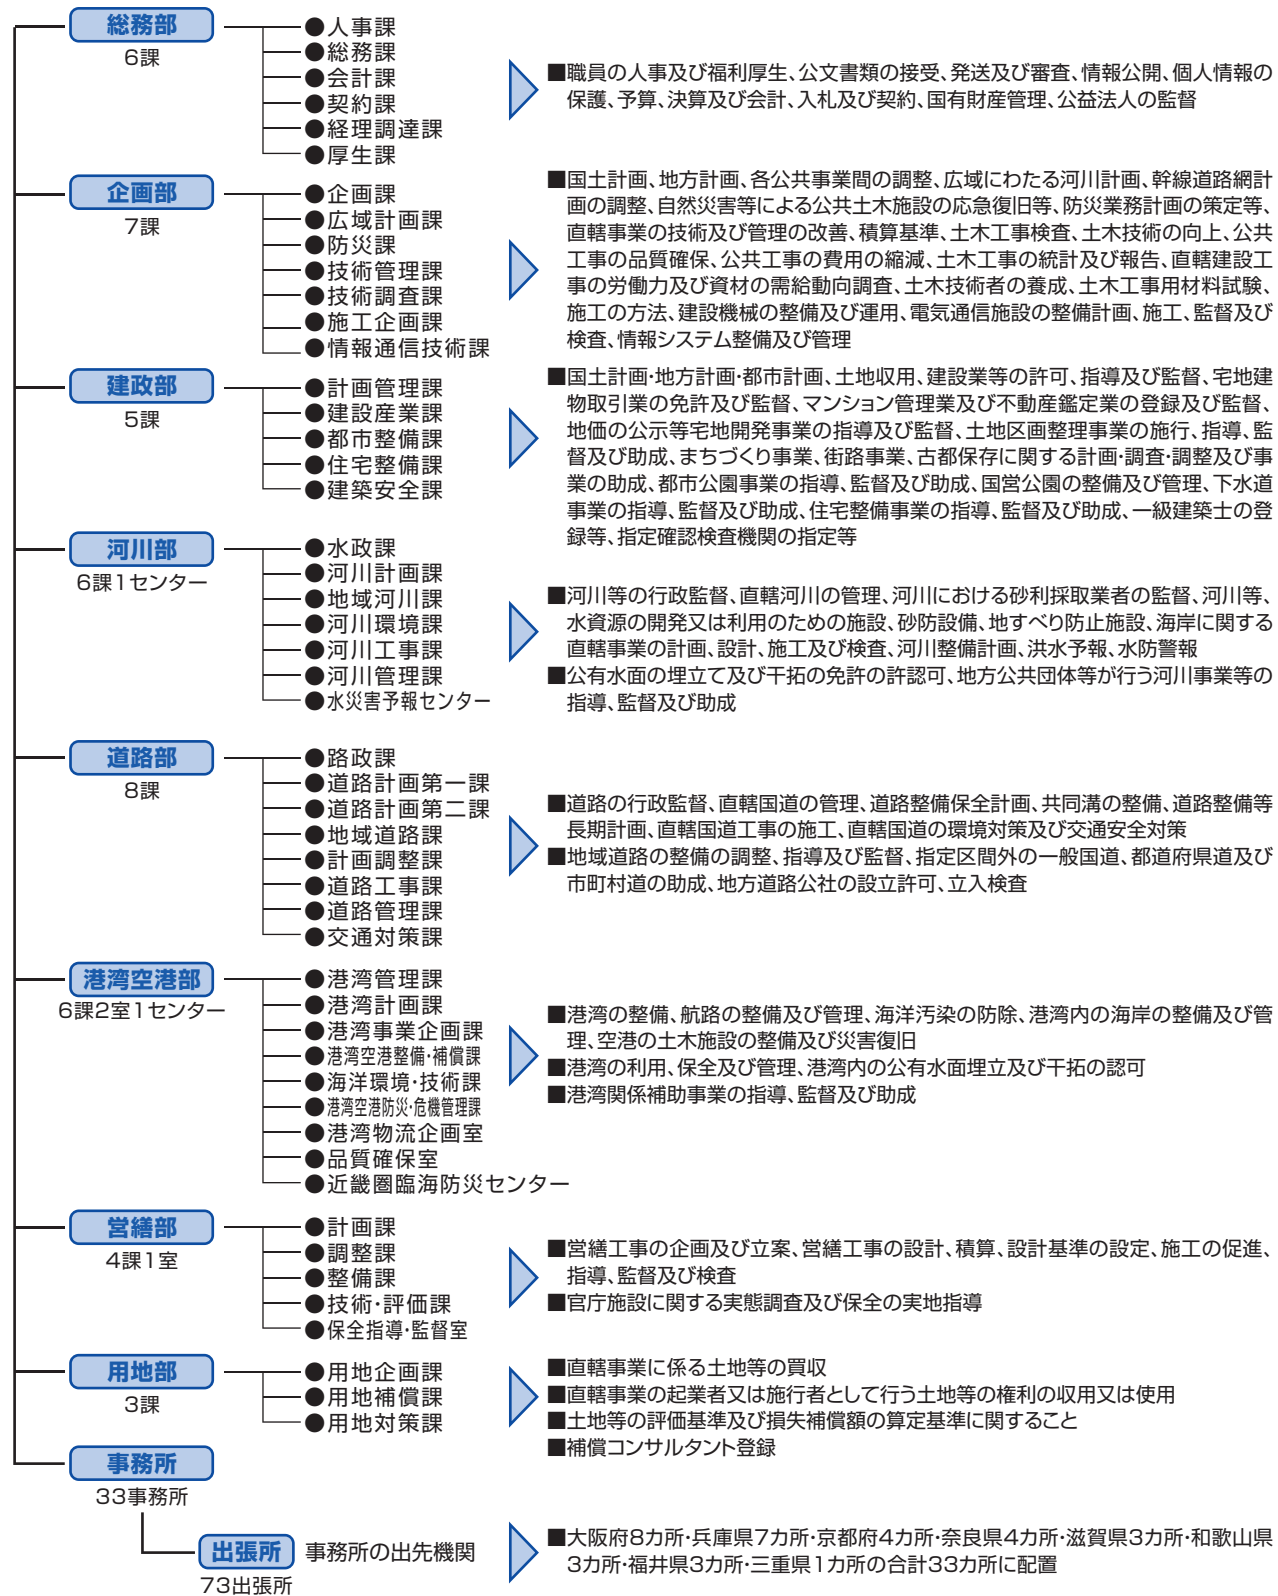 総務部
6課
●人事課
●総務課
●会計課
●契約課
●経理調達課
●厚生課
■職員の人事及び福利厚生、公文書類の接受、発送及び審査、情報公開、個人情報の
保護、予算、決算及び会計、入札及び契約、国有財産管理、公益法人の監督
企画部
7課
●企画課
●広域計画課
●防災課
●技術管理課
●技術調査課
●施工企画課
●情報通信技術課
■国土計画、地方計画、各公共事業間の調整、広域にわたる河川計画、幹線道路網計
画の調整、自然災害等による公共土木施設の応急復旧等、防災業務計画の策定等、
直轄事業の技術及び管理の改善、積算基準、土木工事検査、土木技術の向上、公共
工事の品質確保、公共工事の費用の縮減、土木工事の統計及び報告、直轄建設工
事の労働力及び資材の需給動向調査、土木技術者の養成、土木工事用材料試験、
施工の方法、建設機械の整備及び運用、電気通信施設の整備計画、施工、監督及び
検査、情報システム整備及び管理
建政部
5課
●計画管理課
●建設産業課
●都市整備課
●住宅整備課
●建築安全課
■国土計画・地方計画・都市計画、土地収用、建設業等の許可、指導及び監督、宅地建
物取引業の免許及び監督、マンション管理業及び不動産鑑定業の登録及び監督、
地価の公示等宅地開発事業の指導及び監督、土地区画整理事業の施行、指導、監
督及び助成、まちづくり事業、街路事業、古都保存に関する計画・調査・調整及び事
業の助成、都市公園事業の指導、監督及び助成、国営公園の整備及び管理、下水道
事業の指導、監督及び助成、住宅整備事業の指導、監督及び助成、一級建築士の登
録等、指定確認検査機関の指定等
河川部
6課1センター
●水政課
●河川計画課
●地域河川課
●河川環境課
●河川工事課
●河川管理課
●水災害予報センター
■河川等の行政監督、直轄河川の管理、河川における砂利採取業者の監督、河川等、
水資源の開発又は利用のための施設、砂防設備、地すべり防止施設、海岸に関する
直轄事業の計画、設計、施工及び検査、河川整備計画、洪水予報、水防警報
■公有水面の埋立て及び干拓の免許の許認可、地方公共団体等が行う河川事業等の
指導、監督及び助成
道路部
8課
●路政課
●道路計画第一課
●道路計画第二課
●地域道路課
●計画調整課
●道路工事課
●道路管理課
●交通対策課
■道路の行政監督、直轄国道の管理、道路整備保全計画、共同溝の整備、道路整備等
長期計画、直轄国道工事の施工、直轄国道の環境対策及び交通安全対策
■地域道路の整備の調整、指導及び監督、指定区間外の一般国道、都道府県道及び
市町村道の助成、地方道路公社の設立許可、立入検査
港湾空港部
6課2室1センター
●港湾管理課
●港湾計画課
●港湾事業企画課
●港湾空港整備・補償課
●海洋環境・技術課
●港湾空港防災・危機管理課
●港湾物流企画室
●品質確保室
●近畿圏臨海防災センター
■港湾の整備、航路の整備及び管理、海洋汚染の防除、港湾内の海岸の整備及び管
理、空港の土木施設の整備及び災害復旧
■港湾の利用、保全及び管理、港湾内の公有水面埋立及び干拓の認可
■港湾関係補助事業の指導、監督及び助成
営繕部
4課1室
●計画課
●調整課
●整備課
●技術・評価課
●保全指導・監督室
■営繕工事の企画及び立案、営繕工事の設計、積算、設計基準の設定、施工の促進、
指導、監督及び検査
■官庁施設に関する実態調査及び保全の実地指導
用地部
3課
●用地企画課
●用地補償課
●用地対策課
■直轄事業に係る土地等の買収
■直轄事業の起業者又は施行者として行う土地等の権利の収用又は使用
■土地等の評価基準及び損失補償額の算定基準に関すること
■補償コンサルタント登録
事務所
33事務所
出張所 事務所の出先機関
73出張所
■大阪府8カ所・兵庫県7カ所・京都府4カ所・奈良県4カ所・滋賀県3カ所・和歌山県
3カ所・福井県3カ所・三重県1カ所の合計33カ所に配置